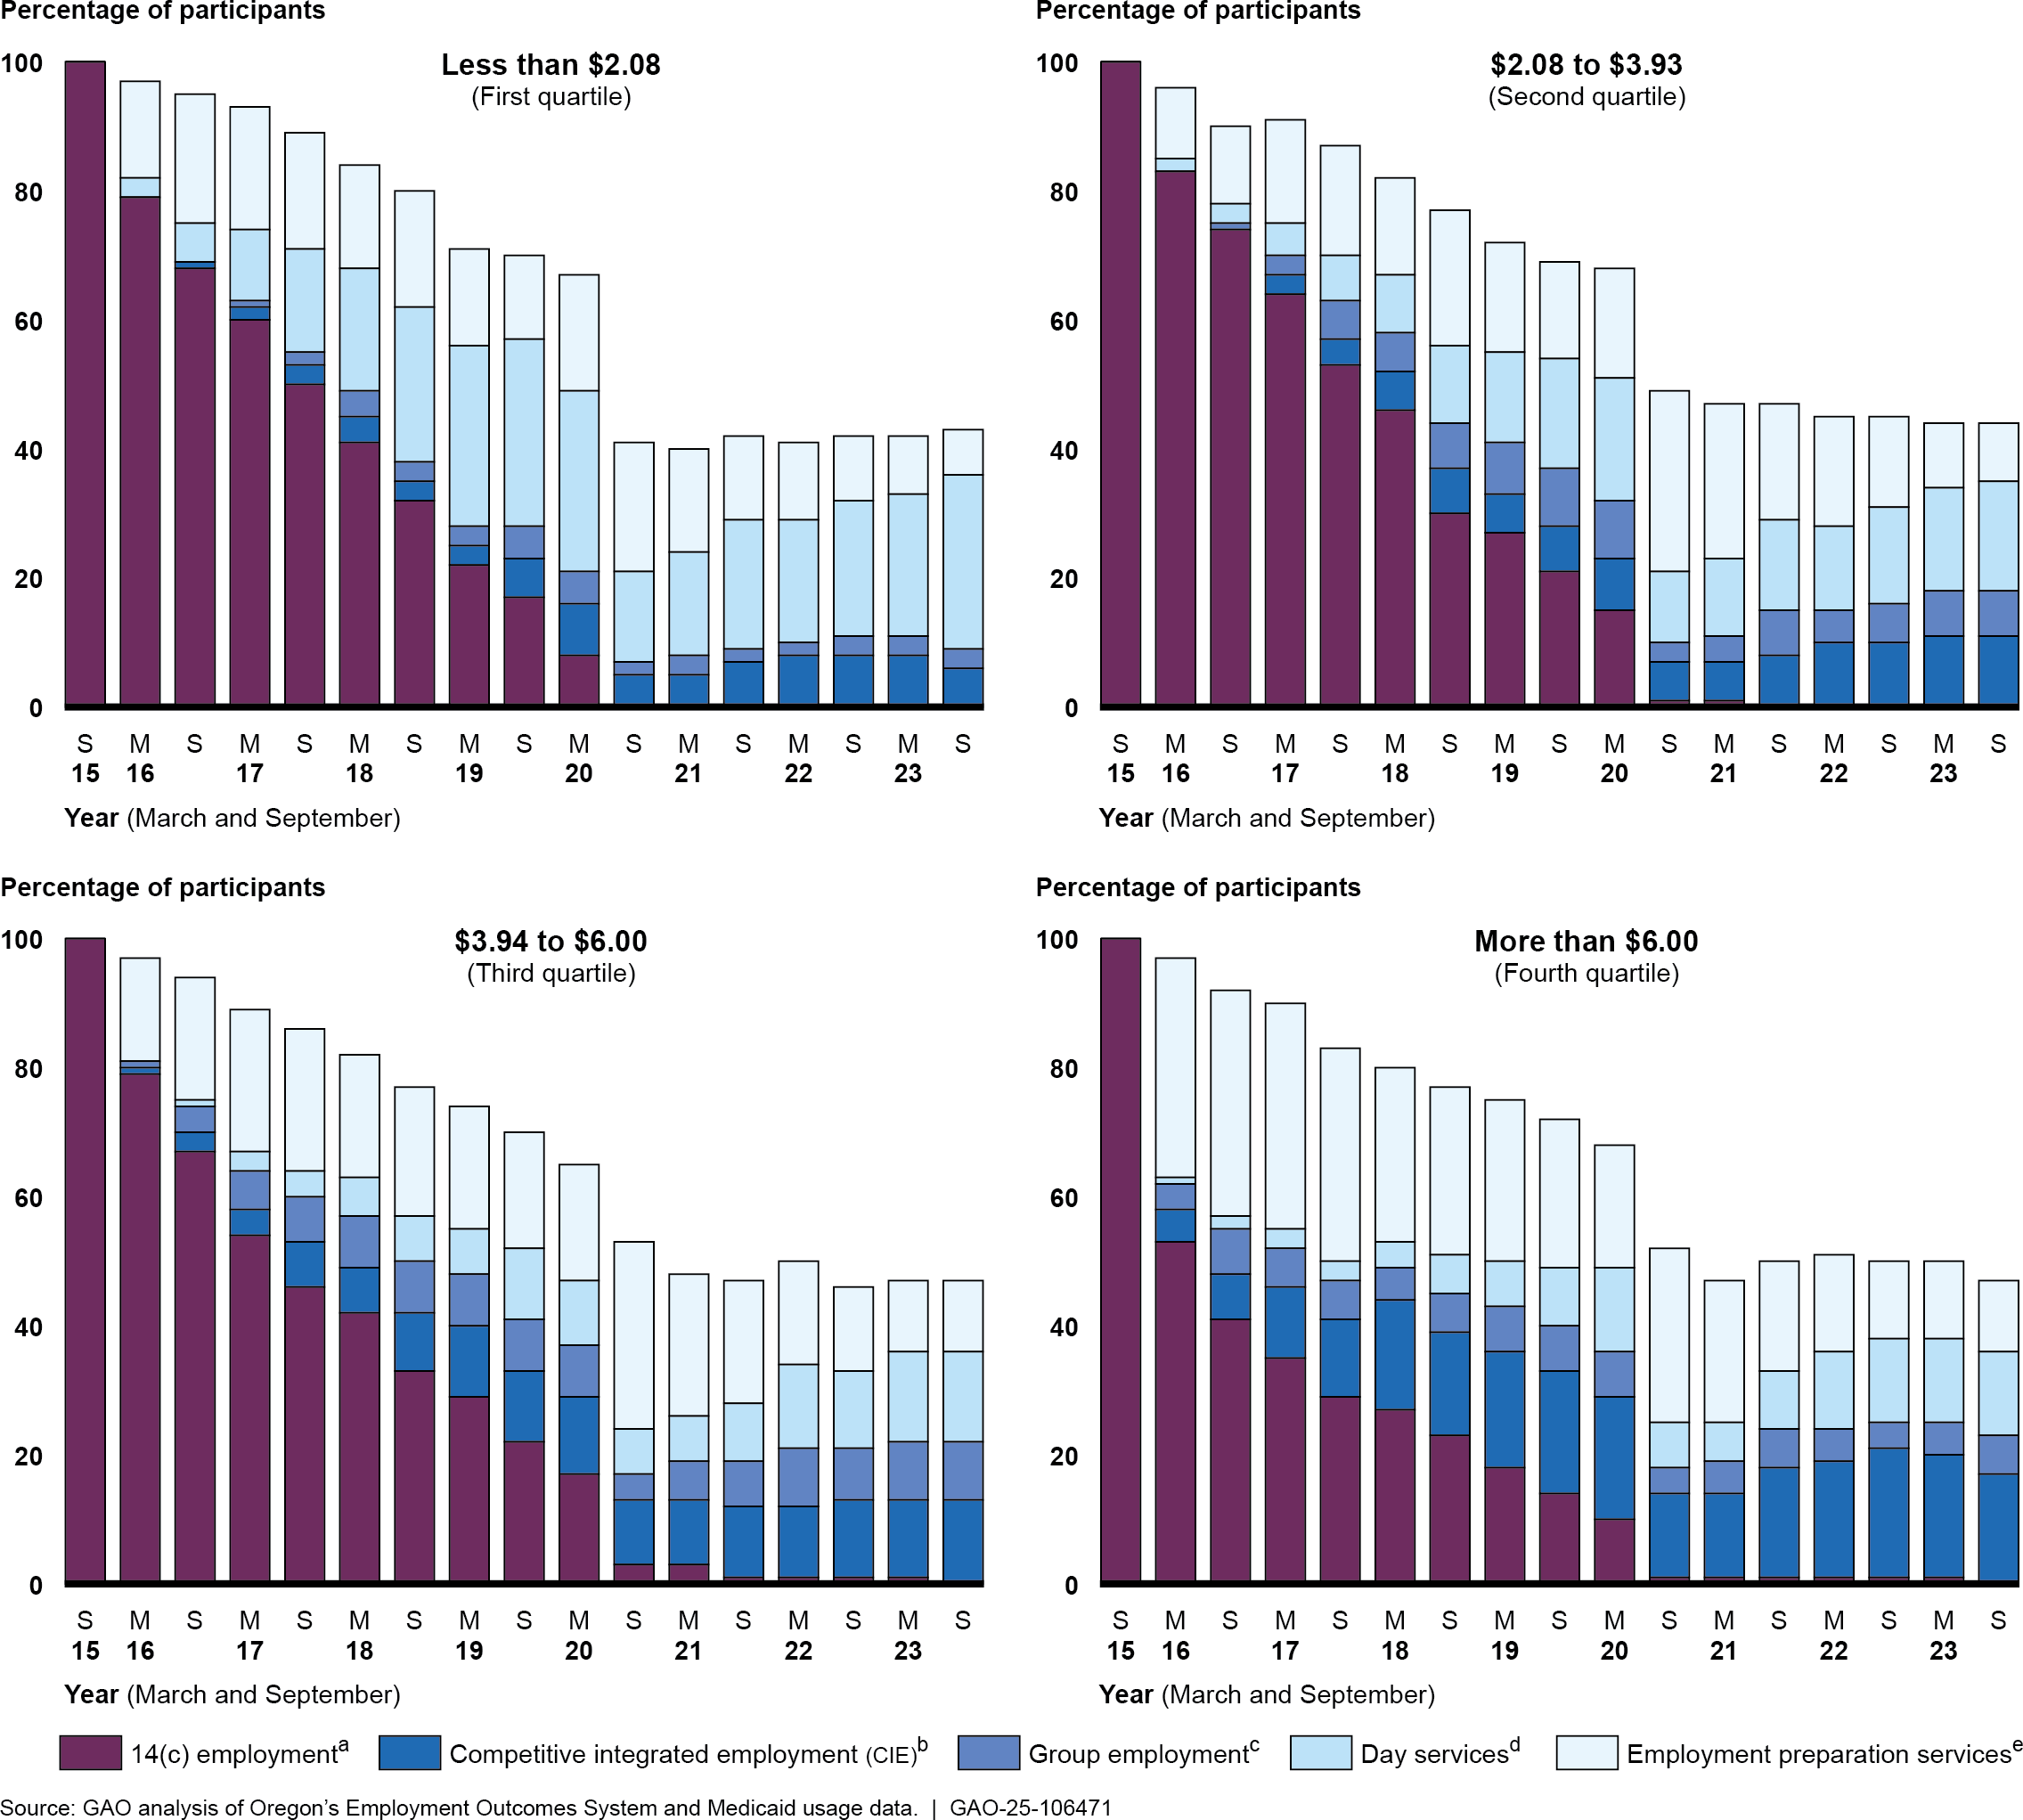 Percentage of participants
Less than $2.08
(First quartile)
100
80
60
40
20
0
S M S M S M S M S M S M S M S M S
15 16 17 18 19 20 21 22 23
Year (March and September)
Percentage of participants
$2.08 to $3.93
(Second quartile)
100
80
60
40
20
0
S M S M S M S M S M S M S M S M S
15 16 17 18 19 20 21 22 23
Year (March and September)
Percentage of participants
$3.94 to $6.00
(Third quartile)
100
80
60
40
20
0
S M S M S M S M S M S M S M S M S
15 16 17 18 19 20 21 22 23
Year (March and September)
Percentage of participants
More than $6.00
(Fourth quartile)
100
80
60
40
20
0
S M S M S M S M S M S M S M S M S
15 16 17 18 19 20 21 22 23
Year (March and September)
14(c) employmentᵃ Competitive integrated employment (CIE)ᵇ Group employmentᶜ Day servicesᵈ Employment preparation servicesᵉ
Source: GAO analysis of Oregon’s Employment Outcomes System and Medicaid usage data. | GAO-25-106471